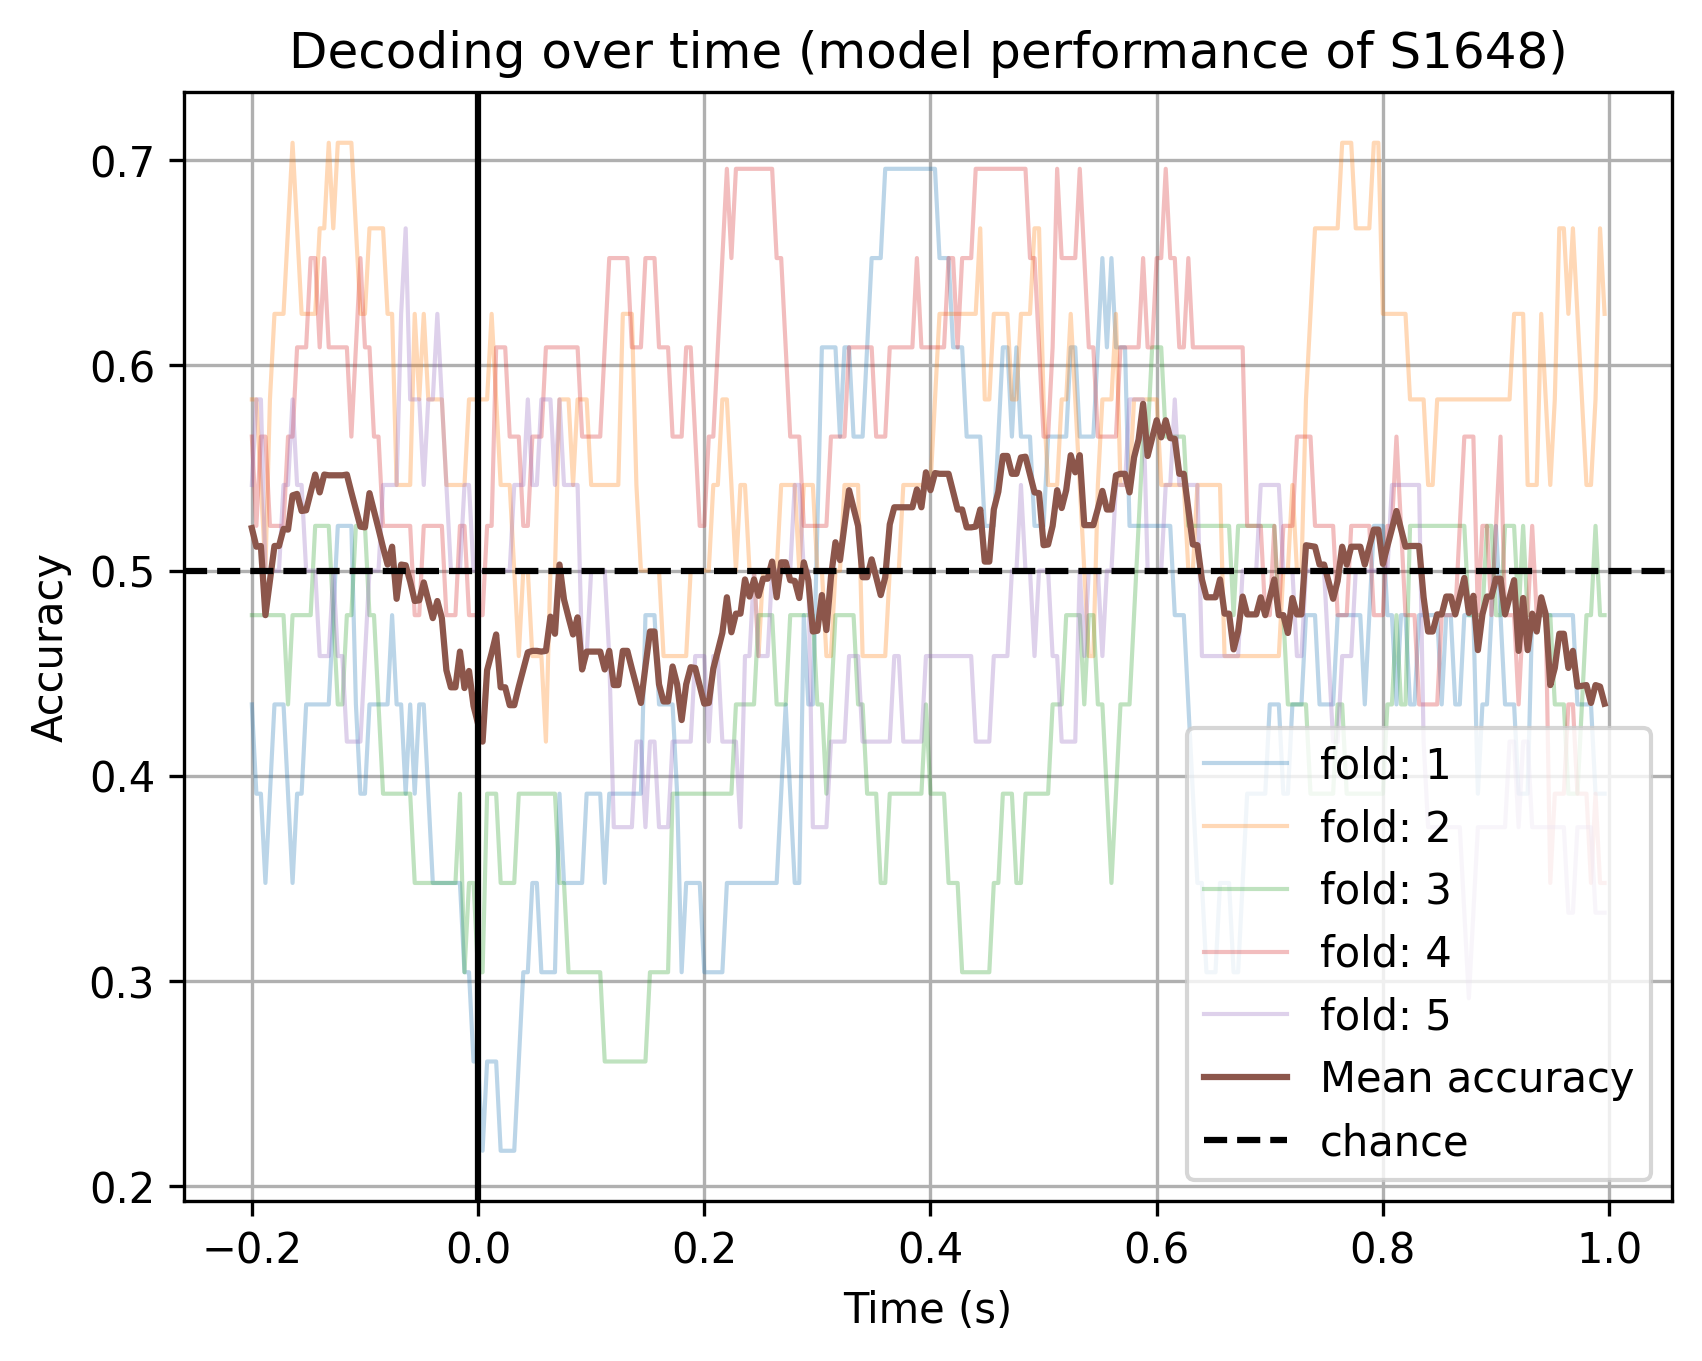 Decoding over time (model performance of S1648)
Accuracy
0.7
0.6
0.5
0.4
0.3
0.2
fold: 1
fold: 2
fold: 3
fold: 4
fold: 5
Mean accuracy
chance
−0.2 0.0 0.2 0.4 0.6 0.8 1.0
Time (s)